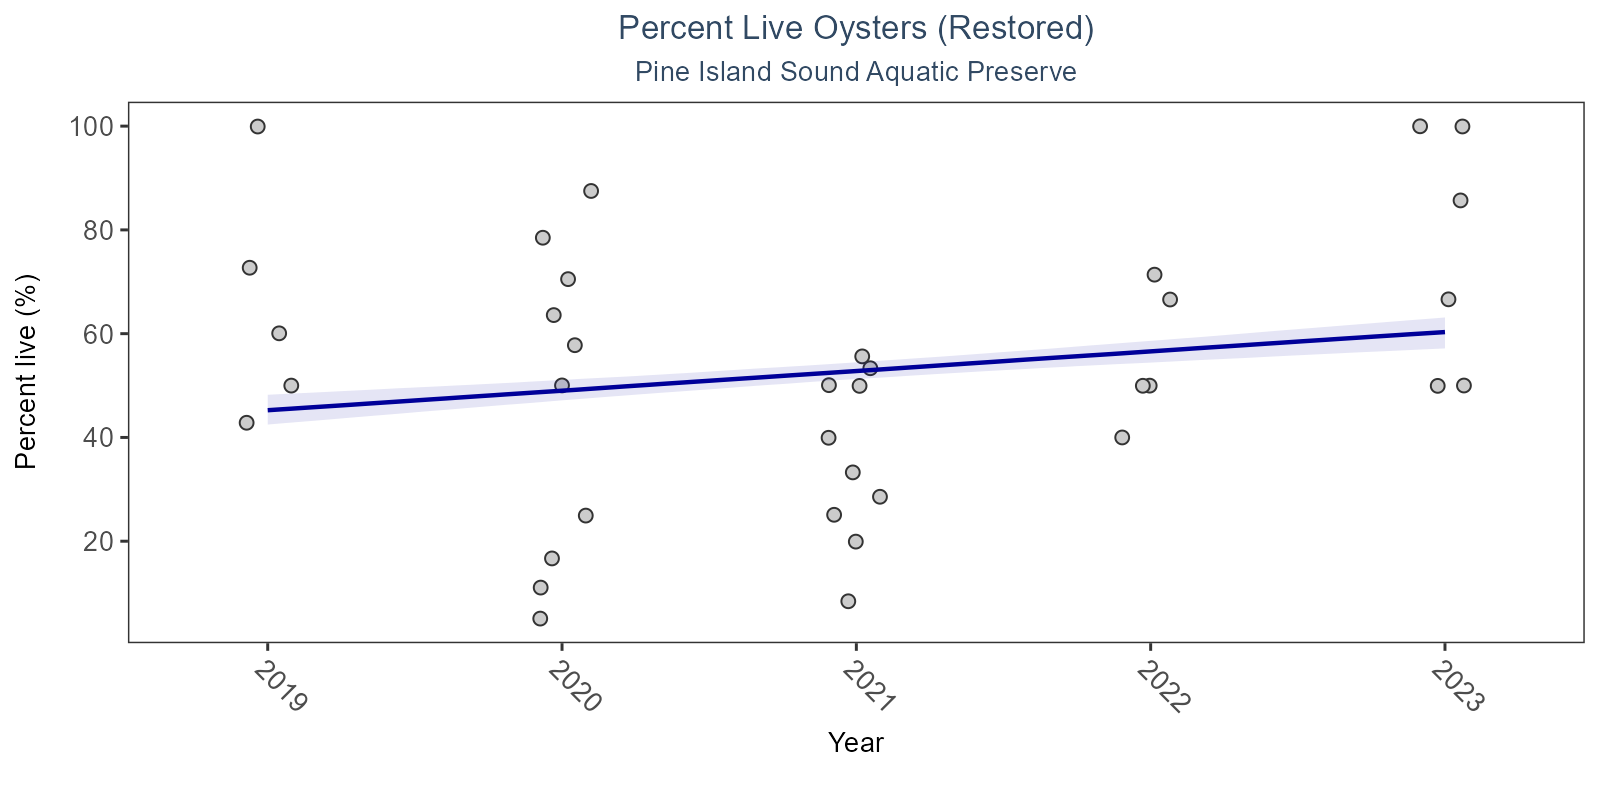 Percent Live Oysters (Restored)
Pine Island Sound Aquatic Preserve
Percent live (%)
100
80
60
40
20
2019
2020
2021
2022
2023
Year